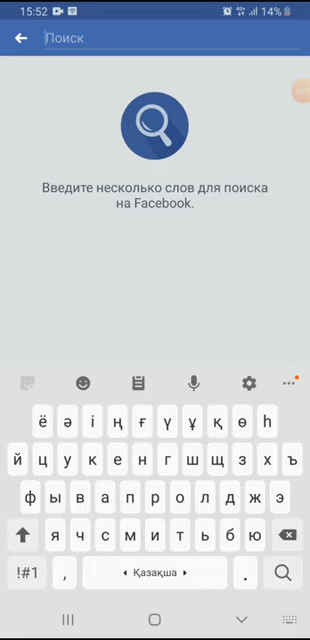 15:52 14%
Поиск
Введите несколько слов для поиска
на Facebook.
ё ә і ң ғ ү ұ қ ө һ
й ц у к е н г ш щ з х ъ
ф ы в а п р о л д ж э
я ч с м и т ь б ю
!#1 , Қазақша .